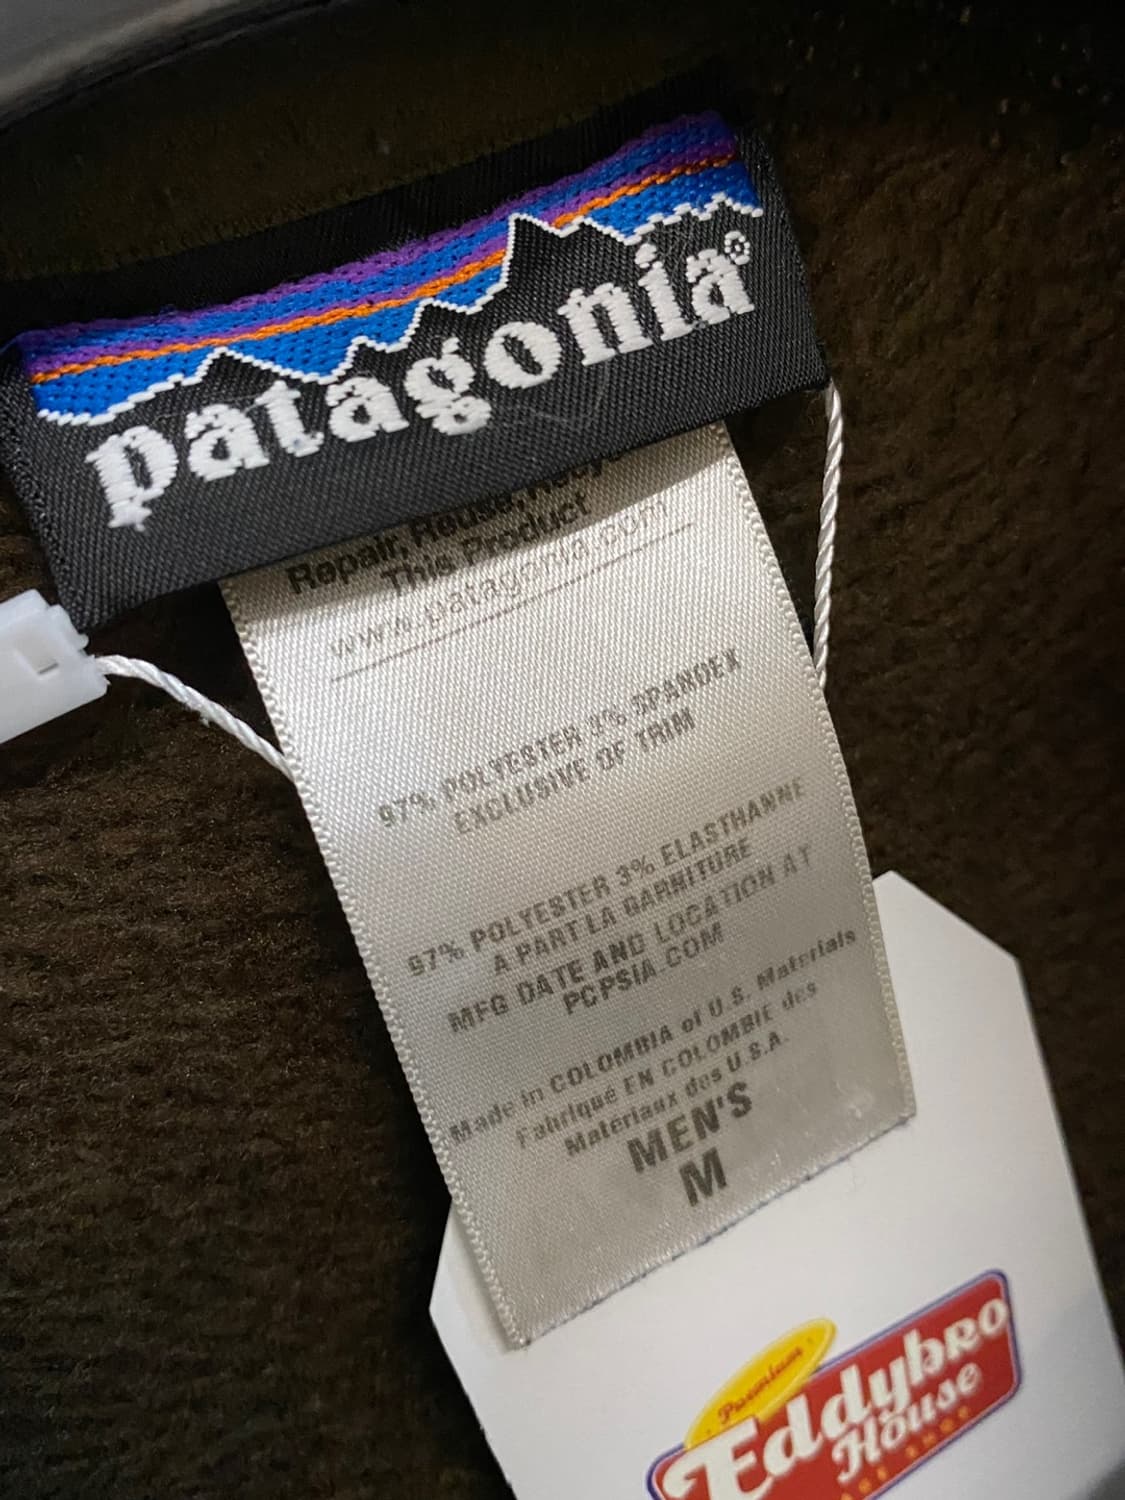 patagonia®
Repair, Reuse, Recy
This Product
www.patagonia.com
97% POLYESTER 3% SPANDEX
EXCLUSIVE OF TRIM
97% POLYESTER 3% ELASTHANNE
A PART LA GARNITURE
MFG DATE AND LOCATION AT
PCPSIA.COM
Made in COLOMBIA of U.S. Materials
Fabriqué EN COLOMBIE des
Materiaux des U.S.A.
MEN'S
M
Premium
Eddybro
House